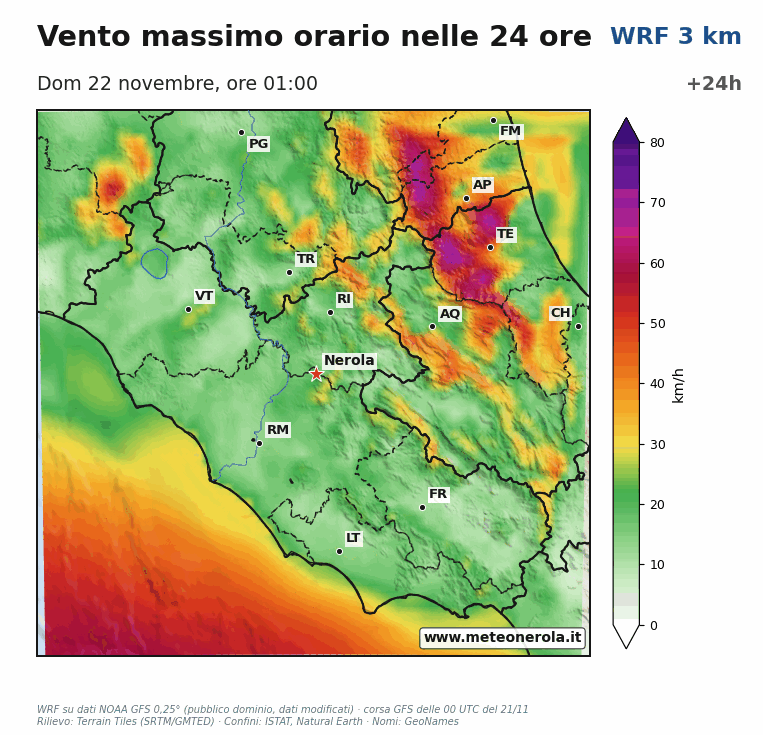 Vento massimo orario nelle 24 ore WRF 3 km
Dom 22 novembre, ore 01:00 +24h
FM
PG
AP
TE
TR
RI
VT
AQ
CH
Nerola
RM
FR
LT
www.meteonerola.it
80
70
60
50
40
30
20
10
0
km/h
WRF su dati NOAA GFS 0,25° (pubblico dominio, dati modificati) · corsa GFS delle 00 UTC del 21/11
Rilievo: Terrain Tiles (SRTM/GMTED) · Confini: ISTAT, Natural Earth · Nomi: GeoNames